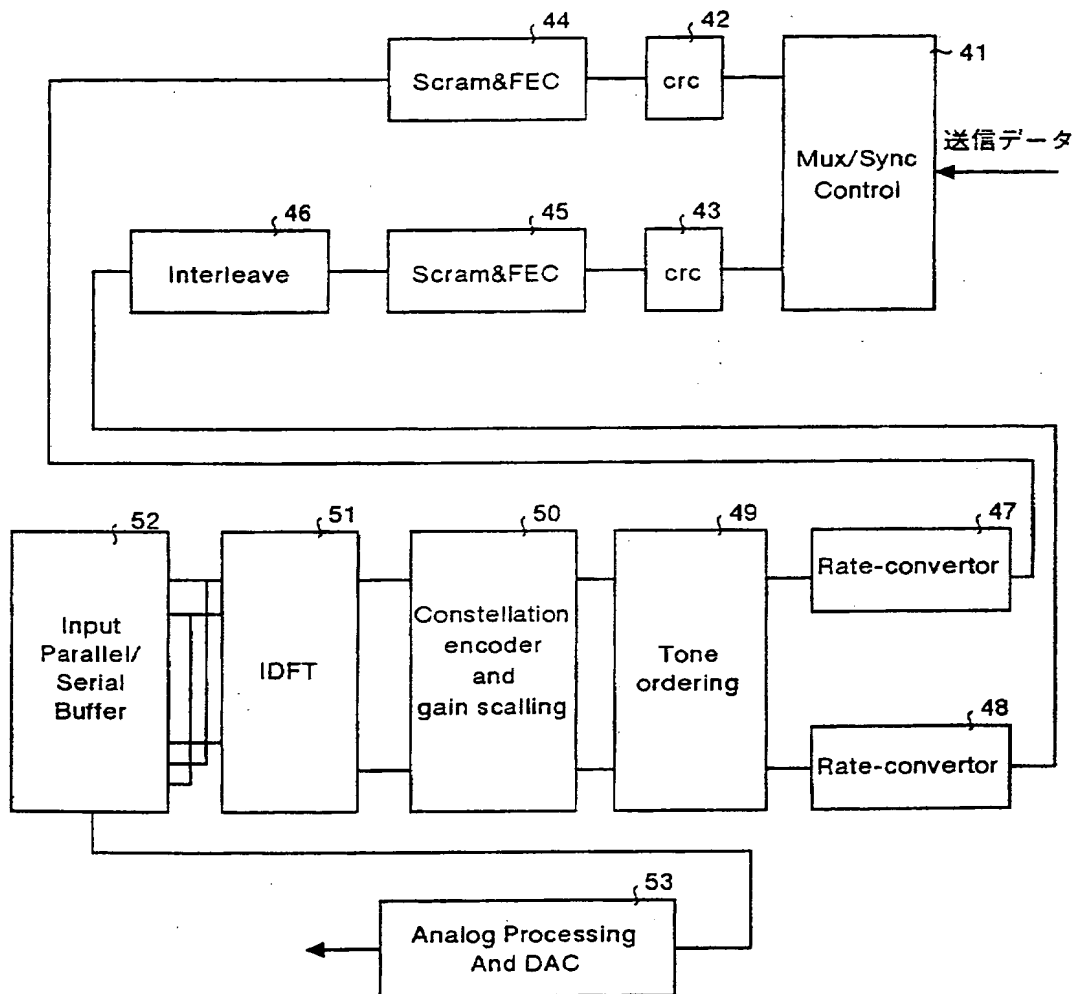 44
42
41
Scram&FEC
crc
Mux/Sync
Control
送信データ
46
45
43
Interleave
Scram&FEC
crc
52
51
50
49
47
Input
Parallel/
Serial
Buffer
IDFT
Constellation
encoder
and
gain scalling
Tone
ordering
Rate-convertor
48
Rate-convertor
53
Analog Processing
And DAC